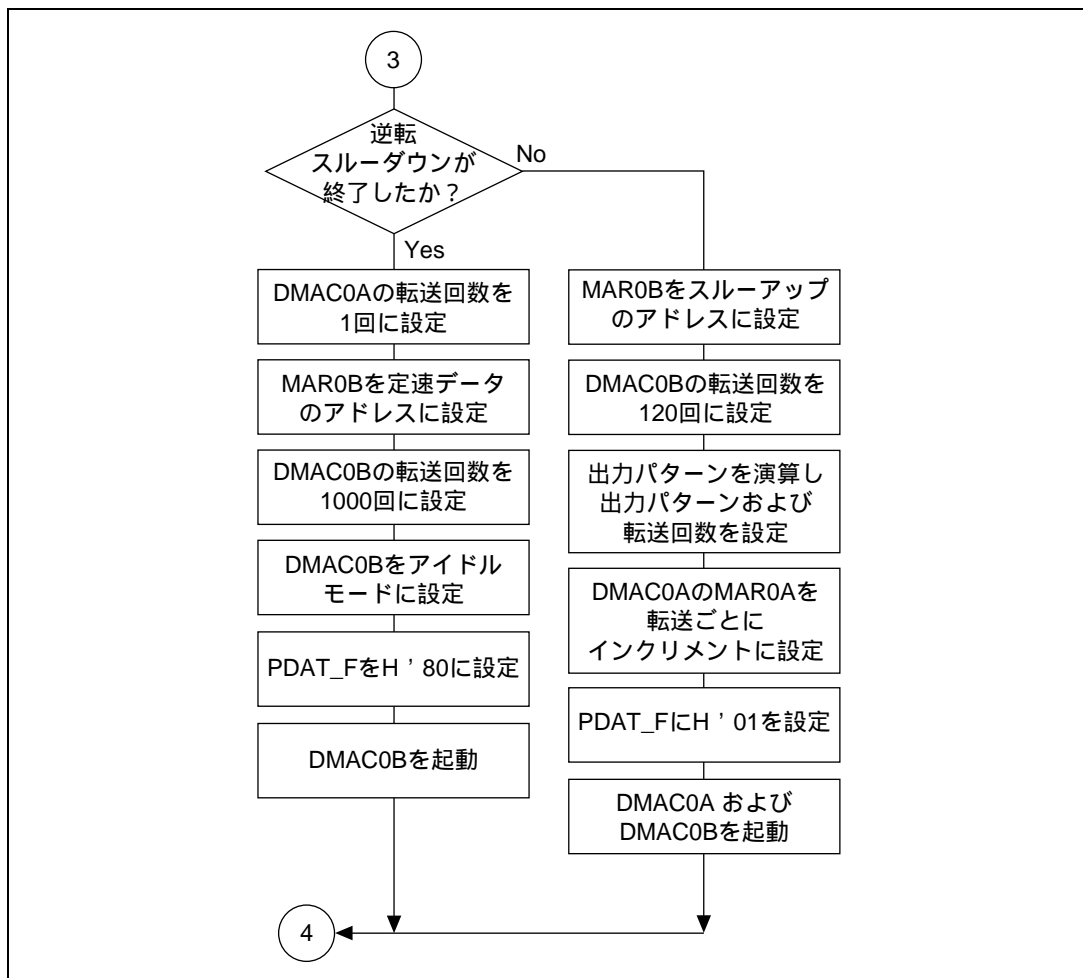 3
逆転
スルーダウンが
終了したか？
No
Yes
DMAC0Aの転送回数を
1回に設定
MAR0Bを定速データ
のアドレスに設定
DMAC0Bの転送回数を
1000回に設定
DMAC0Bをアイドル
モードに設定
PDAT_FをH ’ 80に設定
DMAC0Bを起動
MAR0Bをスルーアップ
のアドレスに設定
DMAC0Bの転送回数を
120回に設定
出力パターンを演算し
出力パターンおよび
転送回数を設定
DMAC0AのMAR0Aを
転送ごとに
インクリメントに設定
PDAT_FにH ’ 01を設定
DMAC0A および
DMAC0Bを起動
4